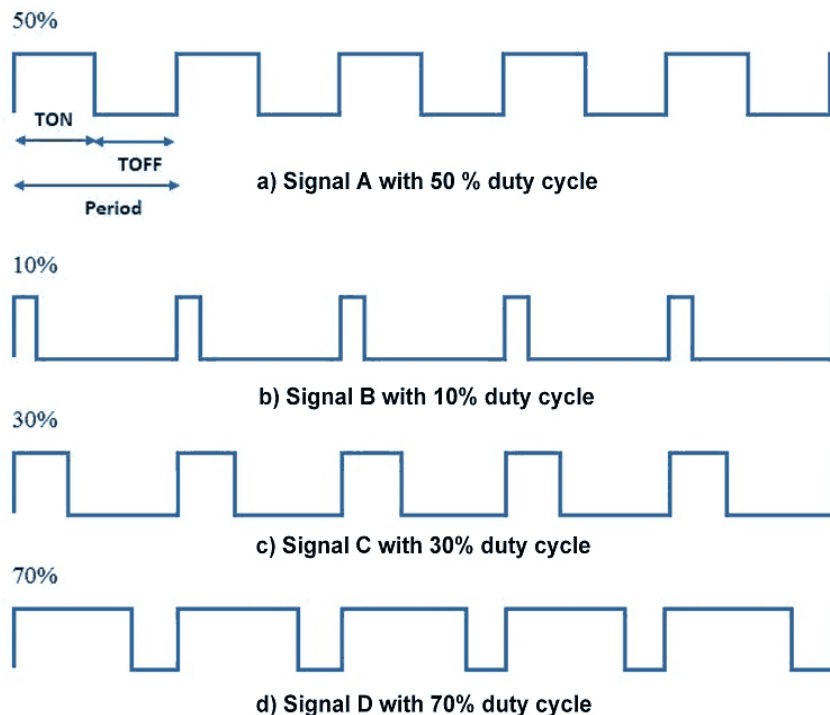 50%
TON
TOFF
Period
a) Signal A with 50 % duty cycle
10%
b) Signal B with 10% duty cycle
30%
c) Signal C with 30% duty cycle
70%
d) Signal D with 70% duty cycle